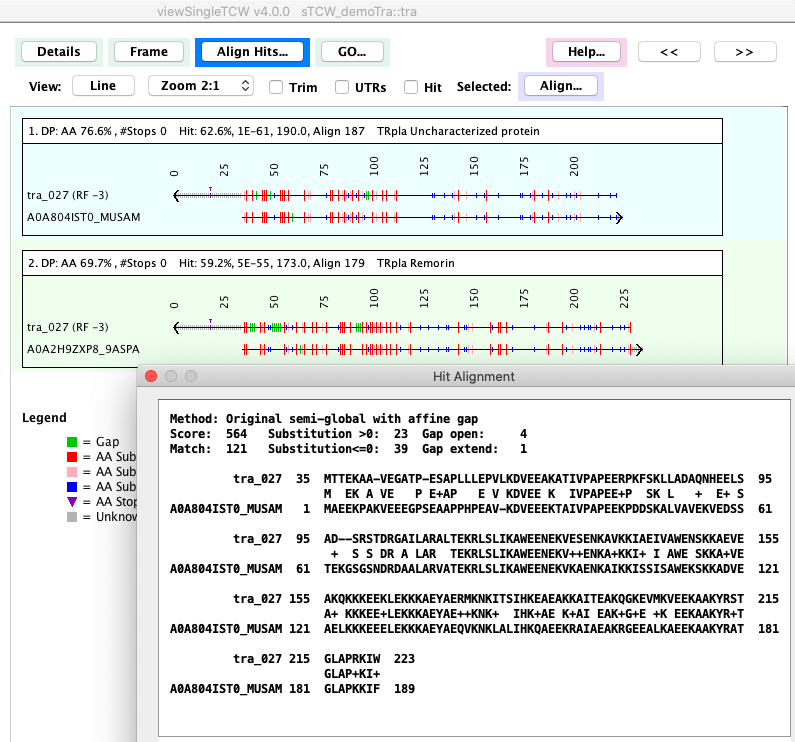 viewSingleTCW v4.0.0 sTCW_demoTra::tra
Details Frame Align Hits... GO... Help... << >>
View: Line Zoom 2:1 Trim UTRs Hit Selected: Align...
1. DP: AA 76.6% , #Stops 0 Hit: 62.6%, 1E-61, 190.0, Align 187 TRpla Uncharacterized protein
0 25 50 75 100 125 150 175 200
tra_027 (RF -3)
A0A804IST0_MUSAM
2. DP: AA 69.7% , #Stops 0 Hit: 59.2%, 5E-55, 173.0, Align 179 TRpla Remorin
0 25 50 75 100 125 150 175 200 225
tra_027 (RF -3)
A0A2H9ZXP8_9ASPA
Hit Alignment
Legend
= Gap
= AA Sub
= AA Sub
= AA Sub
= AA Stop
= Unknow
Method: Original semi-global with affine gap
Score: 564 Substitution >0: 23 Gap open: 4
Match: 121 Substitution<=0: 39 Gap extend: 1
tra_027 35 MTTEKAA-VEGATP-ESAPLLLEPVLKDVEEAKATIVPAPEERPKFSKLLADAQNHEELS 95
M EK A VE P E+AP E V KDVEE K IVPAPEE+P SK L + E+ S
A0A804IST0_MUSAM 1 MAEEKPAKVEEEGPSEAAPPHPEAV-KDVEEEKTAIVPAPEEKPDDSKALVAVEKVEDSS 61
tra_027 95 AD--SRSTDRGAILARALTEKRLSLIKAWEENEKVESENKAVKKIAEIVAWENSKKAEVE 155
+ S S DR A LAR TEKRLSLIKAWEENEKV++ENKA+KKI+ I AWE SKKA+VE
A0A804IST0_MUSAM 61 TEKGSGSNDRDAALARVATEKRLSLIKAWEENEKVKAENKAIKKISSISAWEKSKKADVE 121
tra_027 155 AKQKKKEKLEKKKAEYAERMKNKITSIHKEAEAKKAITEAKQGKEVMKVEEKAAKYRST 215
A+ KKKEE+LEKKKAEYAE++KNK+ IHK+AE K+AI EAK+G+E +K EEKAAKYR+T
A0A804IST0_MUSAM 121 AELKKKEEELEKKKAEYAEQVKNKLALIHKQAEEKRAIAEAKRGEEALKAEEKAAKYRAT 181
tra_027 215 GLAPRKIW 223
GLAP+KI+
A0A804IST0_MUSAM 181 GLAPKKIF 189